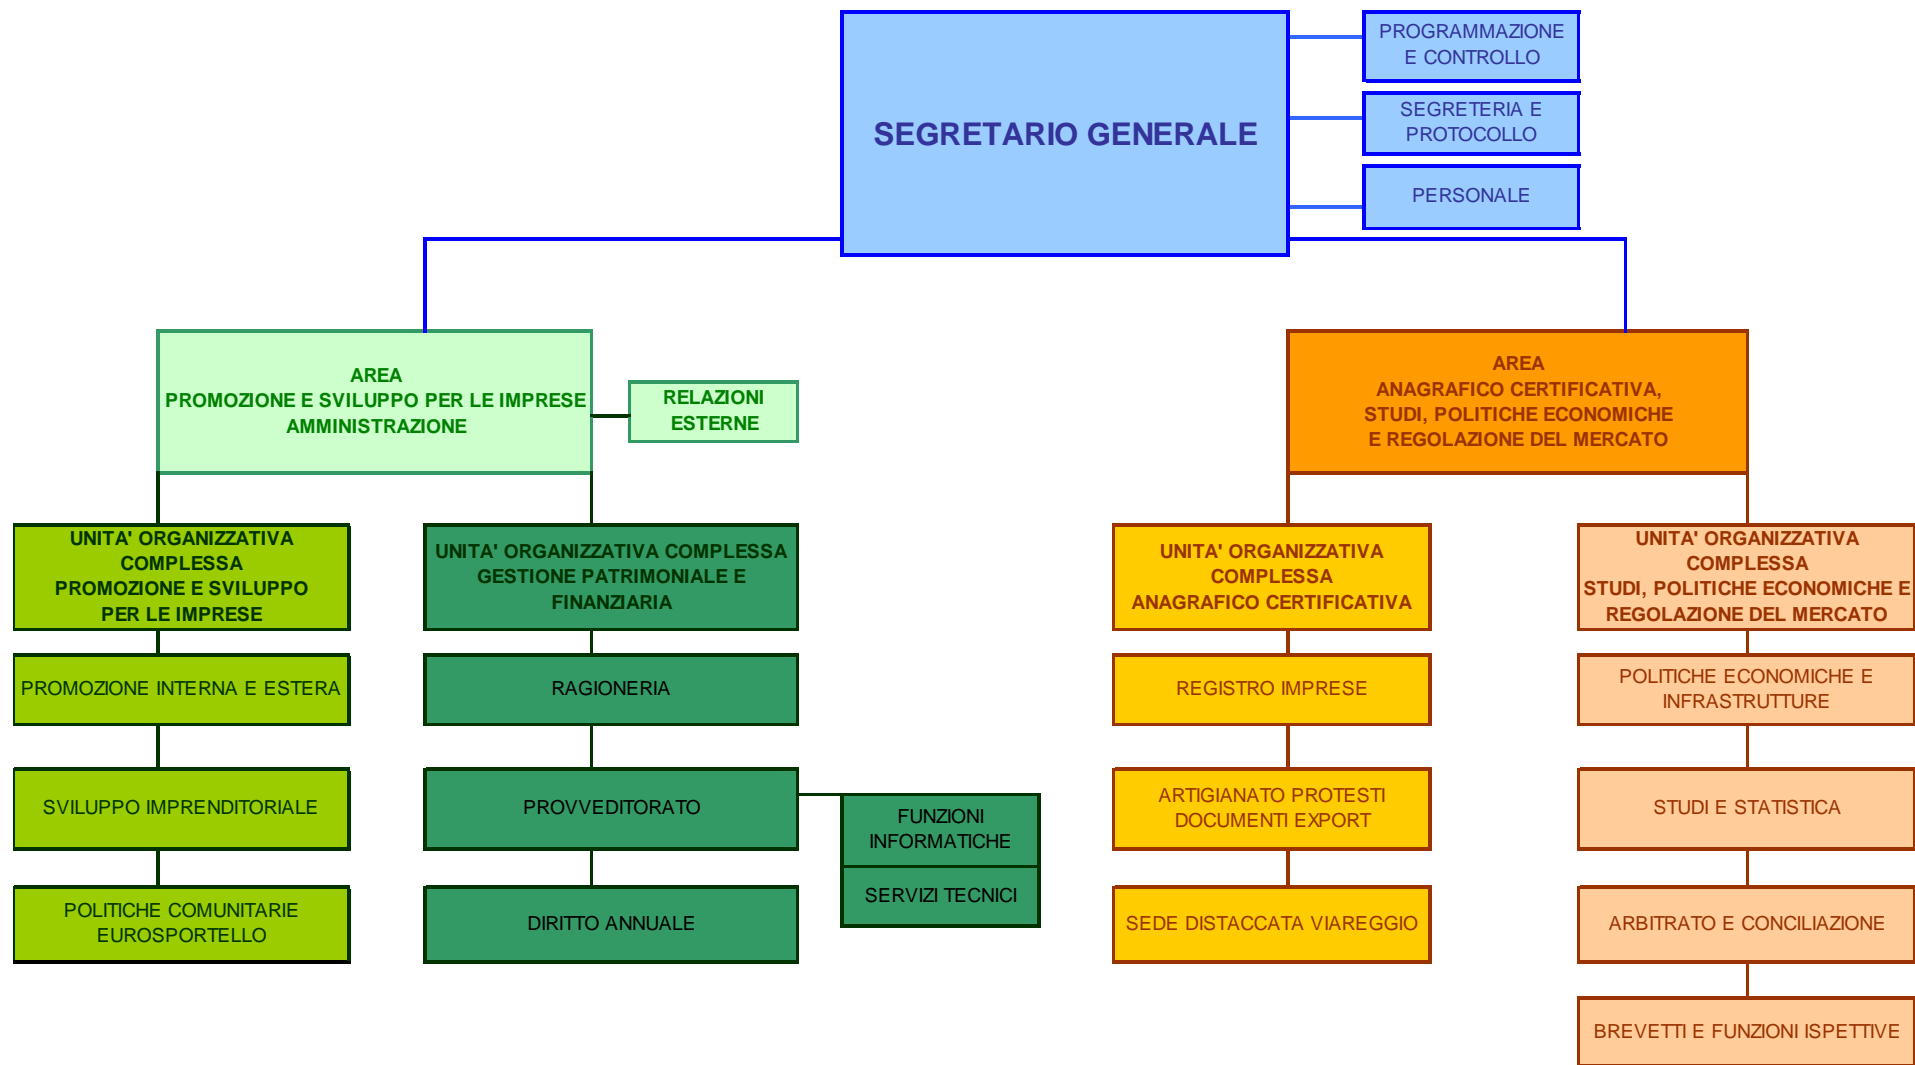 SEGRETARIO GENERALE
PROGRAMMAZIONE
E CONTROLLO
SEGRETERIA E
PROTOCOLLO
PERSONALE
AREA
PROMOZIONE E SVILUPPO PER LE IMPRESE
AMMINISTRAZIONE
RELAZIONI
ESTERNE
AREA
ANAGRAFICO CERTIFICATIVA,
STUDI, POLITICHE ECONOMICHE
E REGOLAZIONE DEL MERCATO
UNITA' ORGANIZZATIVA
COMPLESSA
PROMOZIONE E SVILUPPO
PER LE IMPRESE
PROMOZIONE INTERNA E ESTERA
SVILUPPO IMPRENDITORIALE
POLITICHE COMUNITARIE
EUROSPORTELLO
UNITA' ORGANIZZATIVA COMPLESSA
GESTIONE PATRIMONIALE E
FINANZIARIA
RAGIONERIA
PROVVEDITORATO
FUNZIONI
INFORMATICHE
SERVIZI TECNICI
DIRITTO ANNUALE
UNITA' ORGANIZZATIVA
COMPLESSA
ANAGRAFICO CERTIFICATIVA
REGISTRO IMPRESE
ARTIGIANATO PROTESTI
DOCUMENTI EXPORT
SEDE DISTACCATA VIAREGGIO
UNITA' ORGANIZZATIVA
COMPLESSA
STUDI, POLITICHE ECONOMICHE E
REGOLAZIONE DEL MERCATO
POLITICHE ECONOMICHE E
INFRASTRUTTURE
STUDI E STATISTICA
ARBITRATO E CONCILIAZIONE
BREVETTI E FUNZIONI ISPETTIVE